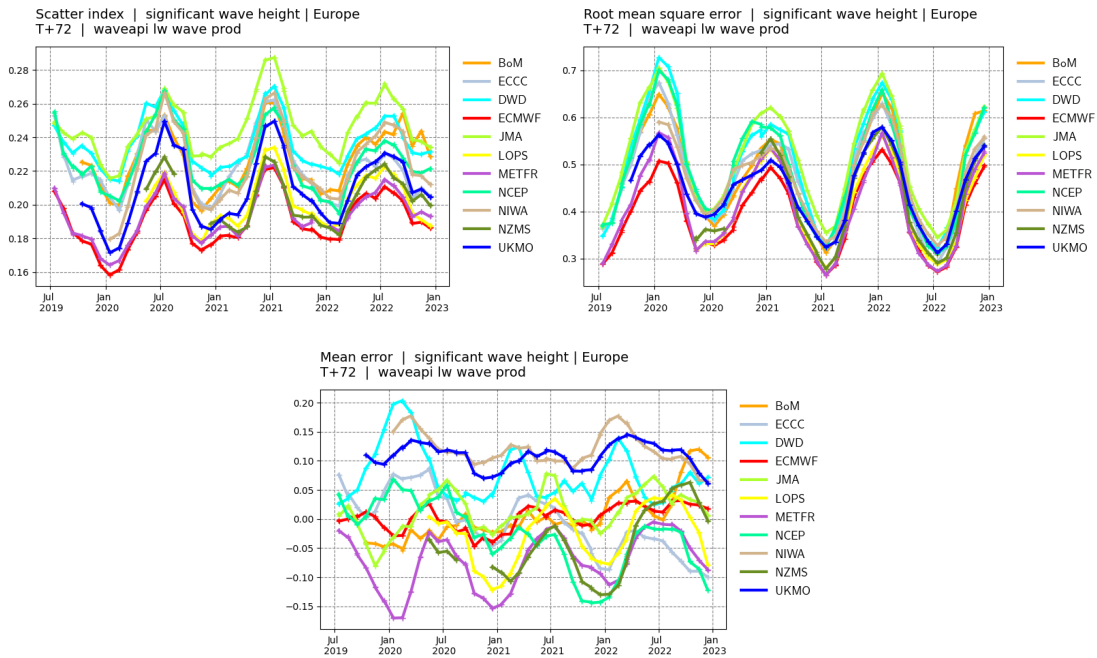 Scatter index | significant wave height | Europe
T+72 | waveapi lw wave prod
0.28
0.26
0.24
0.22
0.20
0.18
0.16
Jul 2019
Jan 2020
Jul 2020
Jan 2021
Jul 2021
Jan 2022
Jul 2022
Jan 2023
BoM
ECCC
DWD
ECMWF
JMA
LOPS
METFR
NCEP
NIWA
NZMS
UKMO
Root mean square error | significant wave height | Europe
T+72 | waveapi lw wave prod
0.7
0.6
0.5
0.4
0.3
Jul 2019
Jan 2020
Jul 2020
Jan 2021
Jul 2021
Jan 2022
Jul 2022
Jan 2023
BoM
ECCC
DWD
ECMWF
JMA
LOPS
METFR
NCEP
NIWA
NZMS
UKMO
Mean error | significant wave height | Europe
T+72 | waveapi lw wave prod
0.20
0.15
0.10
0.05
0.00
−0.05
−0.10
−0.15
Jul 2019
Jan 2020
Jul 2020
Jan 2021
Jul 2021
Jan 2022
Jul 2022
Jan 2023
BoM
ECCC
DWD
ECMWF
JMA
LOPS
METFR
NCEP
NIWA
NZMS
UKMO